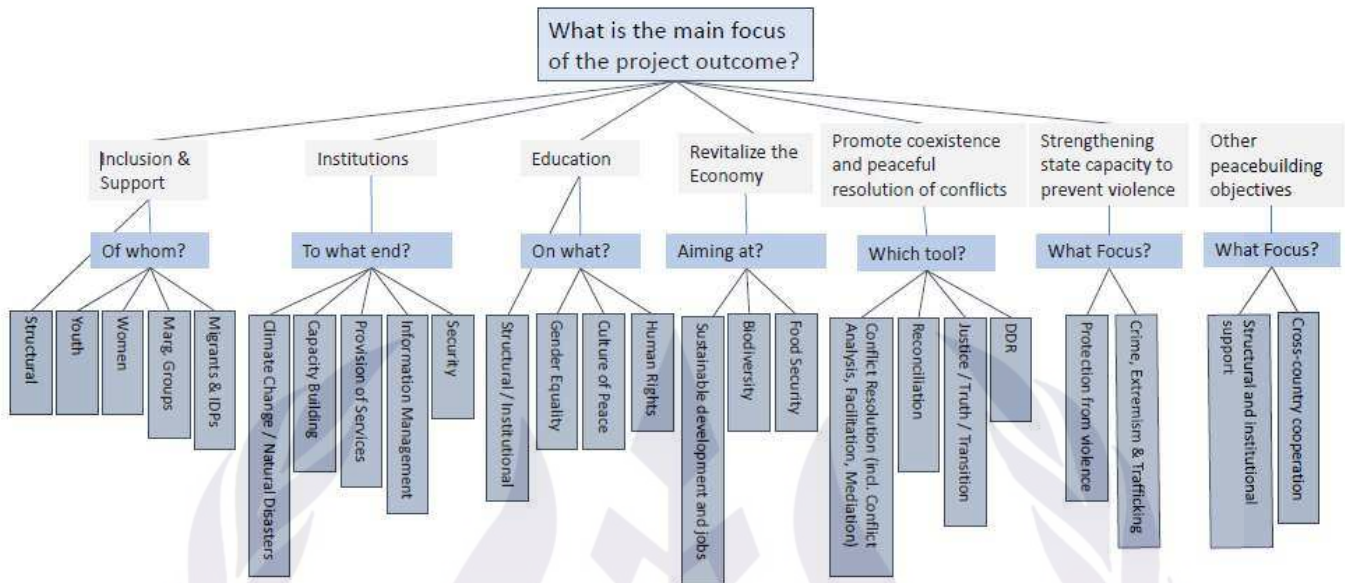 What is the main focus
of the project outcome?
Inclusion &
Support
Institutions
Education
Revitalize the
Economy
Promote coexistence
and peaceful
resolution of conflicts
Strengthening
state capacity to
prevent violence
Other
peacebuilding
objectives
Of whom?
To what end?
On what?
Aiming at?
Which tool?
What Focus?
What Focus?
Structural
Youth
Women
Marg. Groups
Migrants & IDPs
Climate Change / Natural Disasters
Capacity Building
Provision of Services
Information Management
Security
Structural / Institutional
Gender Equality
Culture of Peace
Human Rights
Sustainable development and jobs
Biodiversity
Food Security
Conflict Resolution (incl. Conflict
Analysis, Facilitation, Mediation)
Reconciliation
Justice / Truth / Transition
DDR
Protection from violence
Crime, Extremism & Trafficking
Structural and institutional
support
Cross-country cooperation